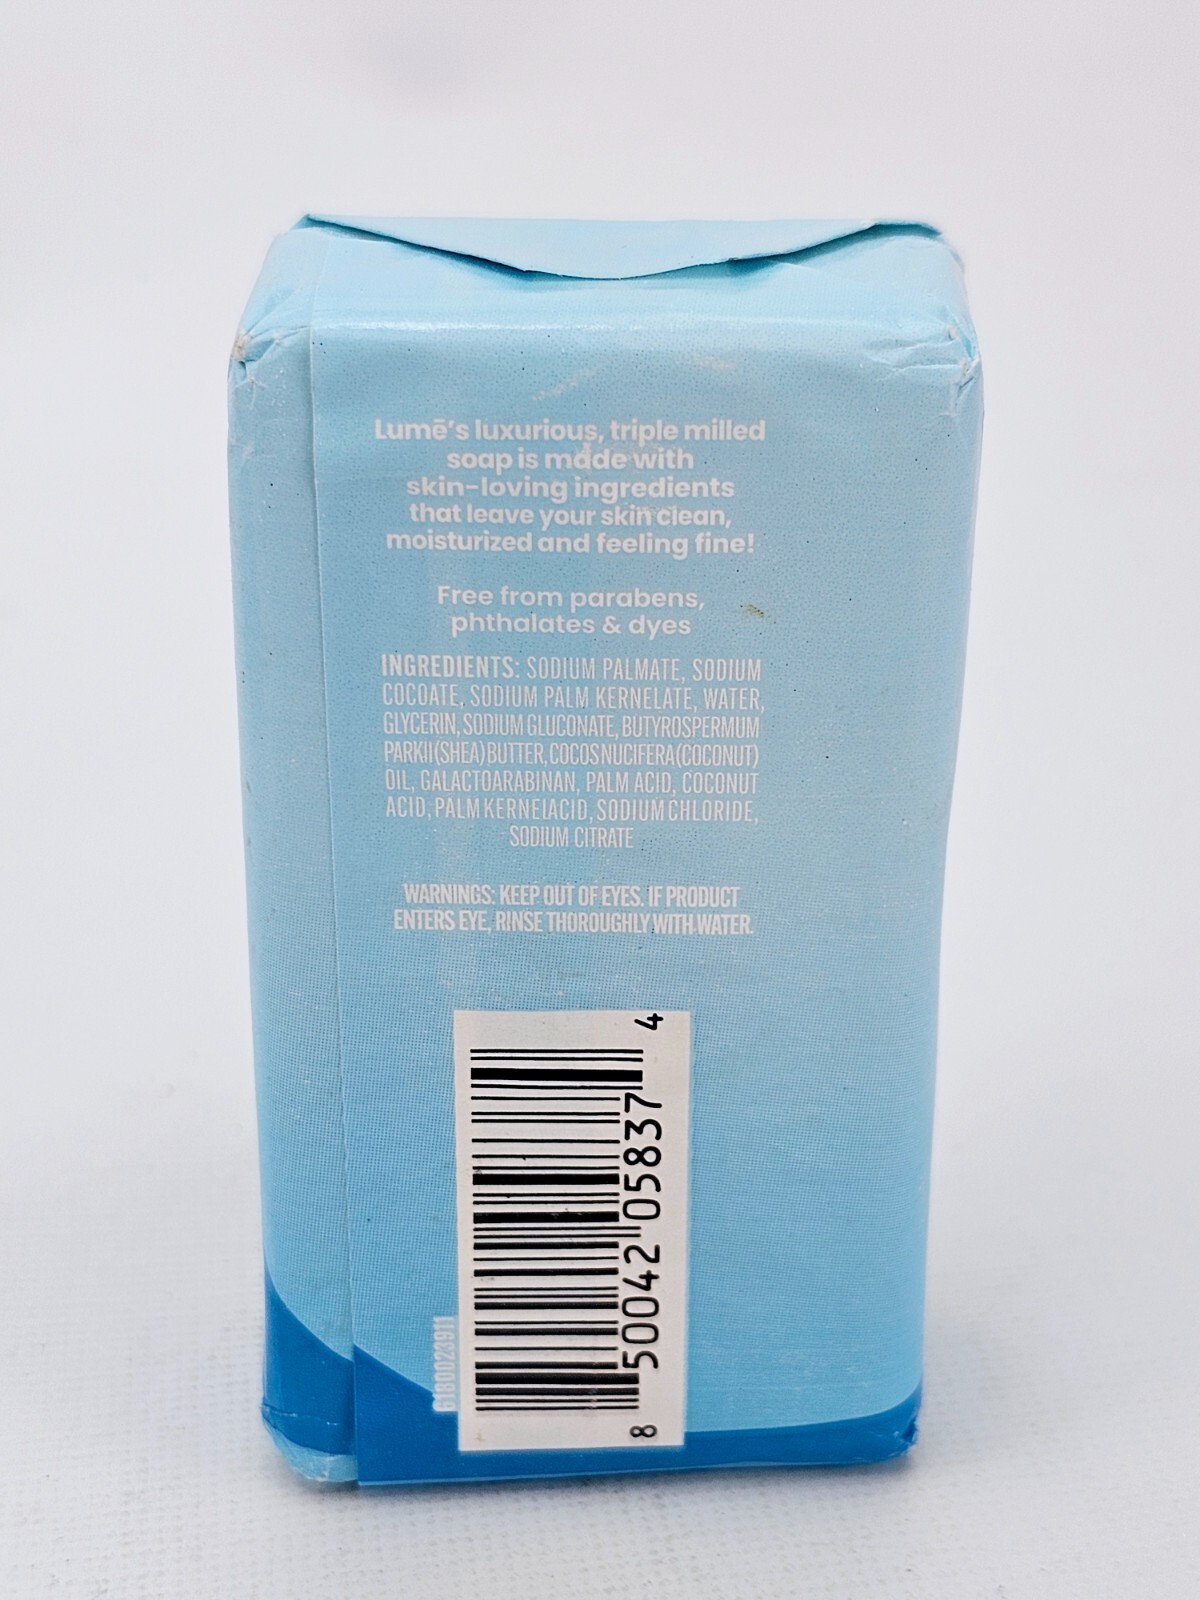 Lumē's luxurious, triple milled
soap is made with
skin-loving ingredients
that leave your skin clean,
moisturized and feeling fine!
Free from parabens,
phthalates & dyes
INGREDIENTS: SODIUM PALMATE, SODIUM
COCOATE, SODIUM PALM KERNELATE, WATER,
GLYCERIN, SODIUM GLUCONATE, BUTYROSPERMUM
PARKII (SHEA) BUTTER, COCOS NUCIFERA (COCONUT)
OIL, GALACTOARABINAN, PALM ACID, COCONUT
ACID, PALM KERNEL ACID, SODIUM CHLORIDE,
SODIUM CITRATE
WARNINGS: KEEP OUT OF EYES. IF PRODUCT
ENTERS EYE, RINSE THOROUGHLY WITH WATER.
6180023911
8 50042 05837 4